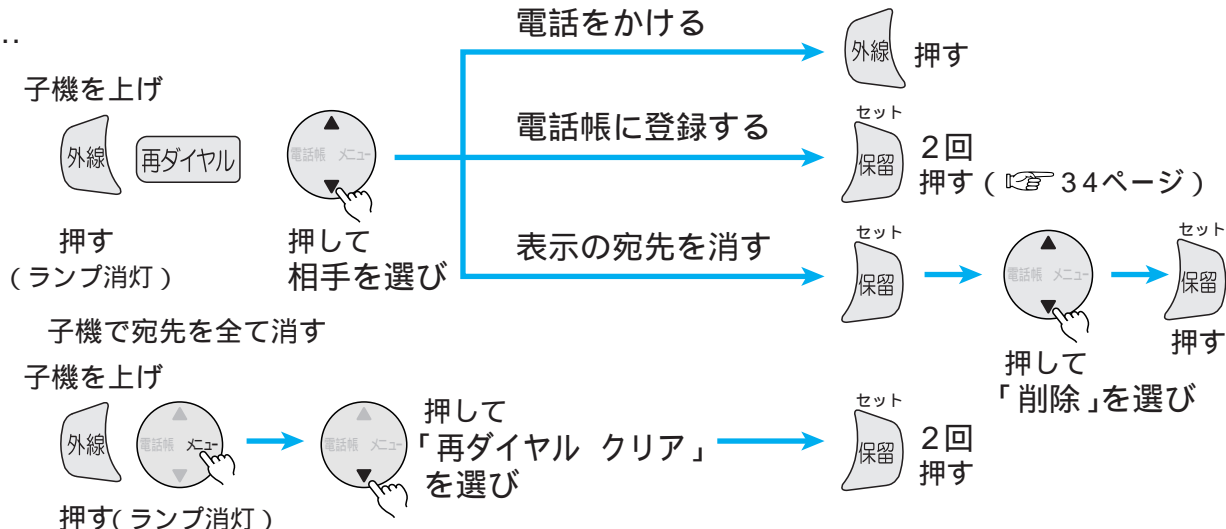 ‥
電話をかける
外線
押す
子機を上げ
外線
再ダイヤル
電話帳 メニュー
電話帳に登録する
セット
保留
2回
押す(☞34ページ)
押す
(ランプ消灯)
押して
相手を選び
表示の宛先を消す
セット
保留
電話帳 メニュー
セット
保留
押す
押して
「削除」を選び
子機で宛先を全て消す
子機を上げ
外線
電話帳 メニュー
電話帳 メニュー
押して
「再ダイヤル クリア」
を選び
セット
保留
2回
押す
押す(ランプ消灯)